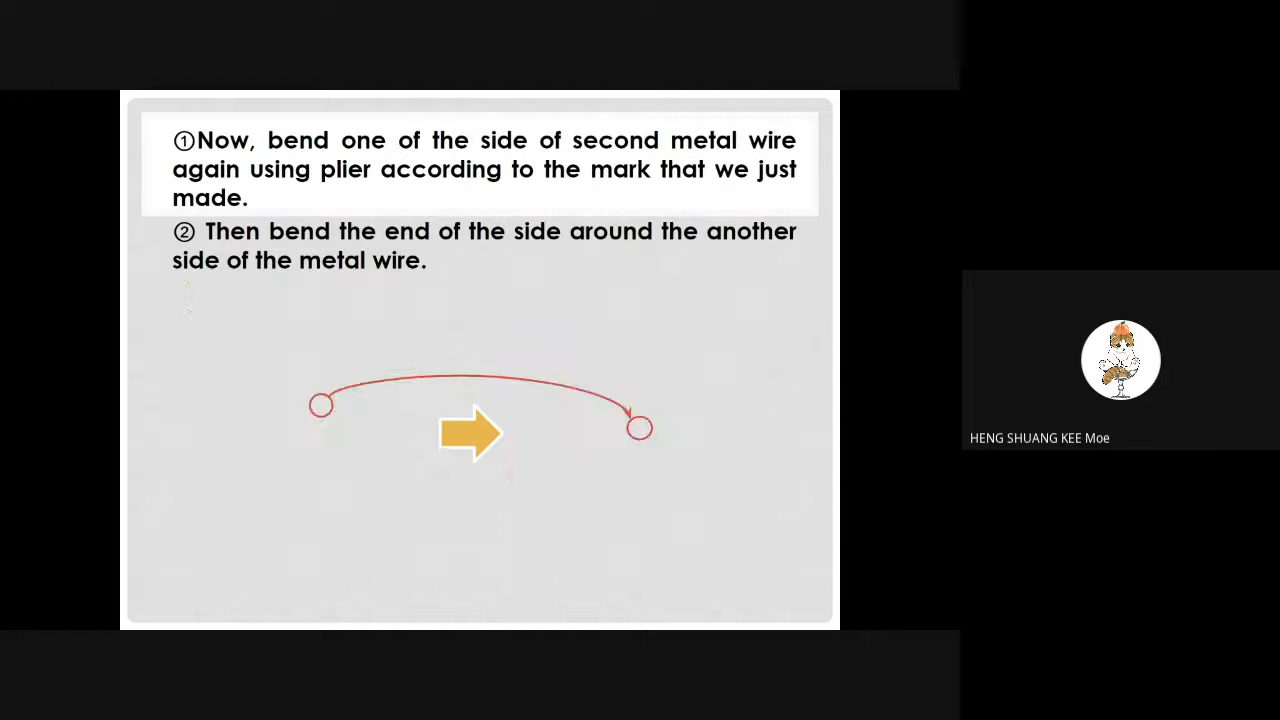 ①Now, bend one of the side of second metal wire
again using plier according to the mark that we just
made.
② Then bend the end of the side around the another
side of the metal wire.
HENG SHUANG KEE Moe